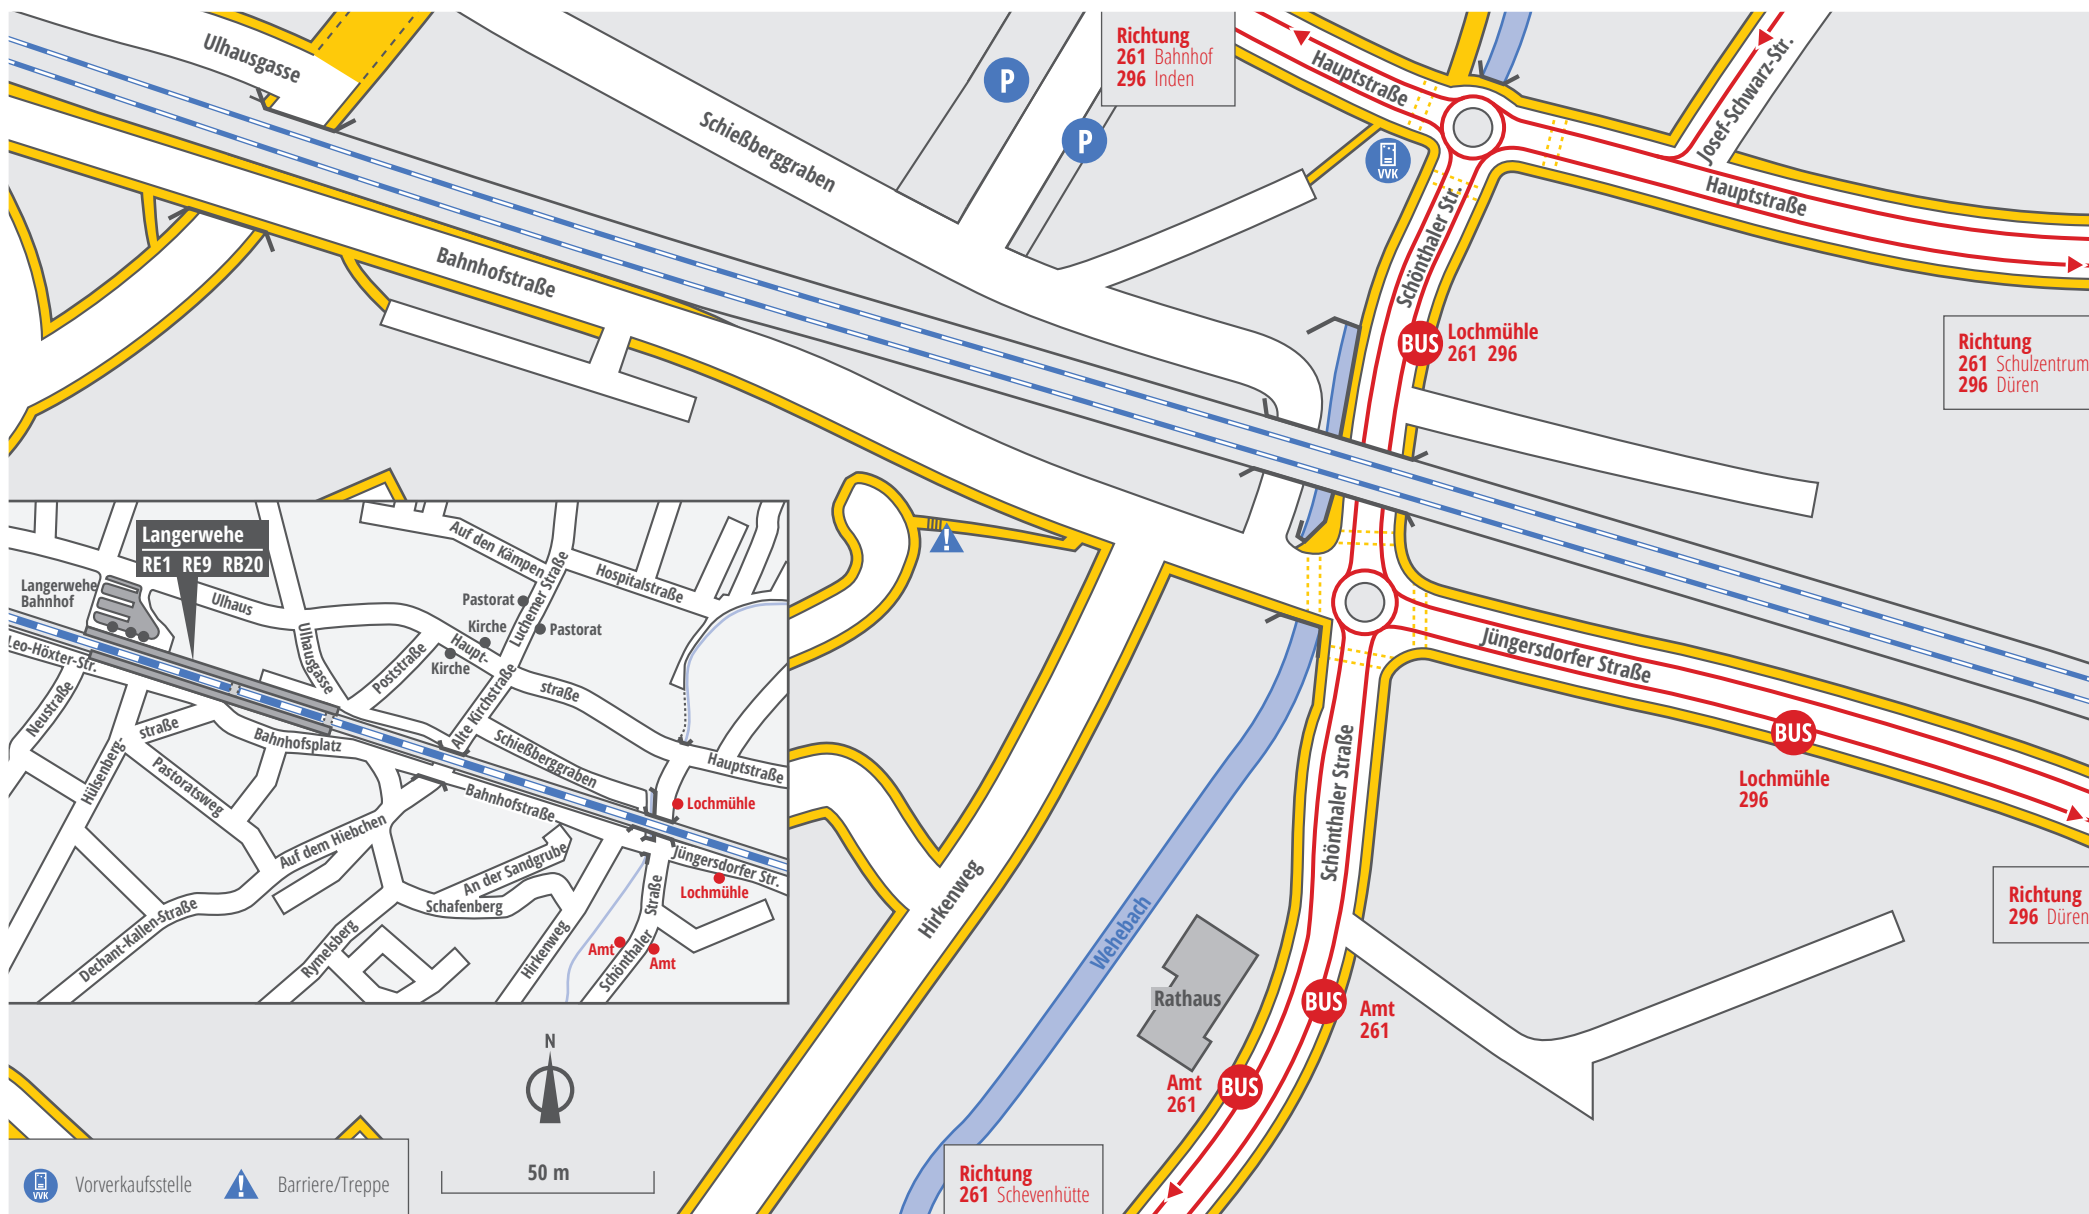 Ulhausgasse
Schießberggraben
P
P
Richtung
261 Bahnhof
296 Inden
Hauptstraße
VVK
Josef-Schwarz-Str.
Hauptstraße
Schönthaler Str.
Bahnhofstraße
BUS
Lochmühle
261 296
Richtung
261 Schulzentrum
296 Düren
Langerwehe
RE1 RE9 RB20
Langerwehe
Bahnhof
Leo-Höxter-Str.
Neustraße
Hülsenberg-
straße
Ulhaus
Ulhausgasse
Poststraße
Auf den Kämpen
Luchemer Straße
Hospitalstraße
Pastorat
Kirche
Pastorat
Kirche
Haupt-
straße
Alte Kirchstraße
Bahnhofsplatz
Pastoratsweg
Schießberggraben
Bahnhofstraße
Hauptstraße
Lochmühle
Auf dem Hiebchen
An der Sandgrube
Schafenberg
Jüngersdorfer Str.
Lochmühle
Dechant-Kallen-Straße
Rymelsberg
Hirkenweg
Schönthaler
Straße
Amt
Amt
Jüngersdorfer Straße
BUS
Lochmühle
296
Schönthaler Straße
Hirkenweg
Wehebach
Richtung
296 Düren
Rathaus
BUS
Amt
261
Amt
261
BUS
N
50 m
VVK
Vorverkaufsstelle
!
Barriere/Treppe
!
Richtung
261 Schevenhütte